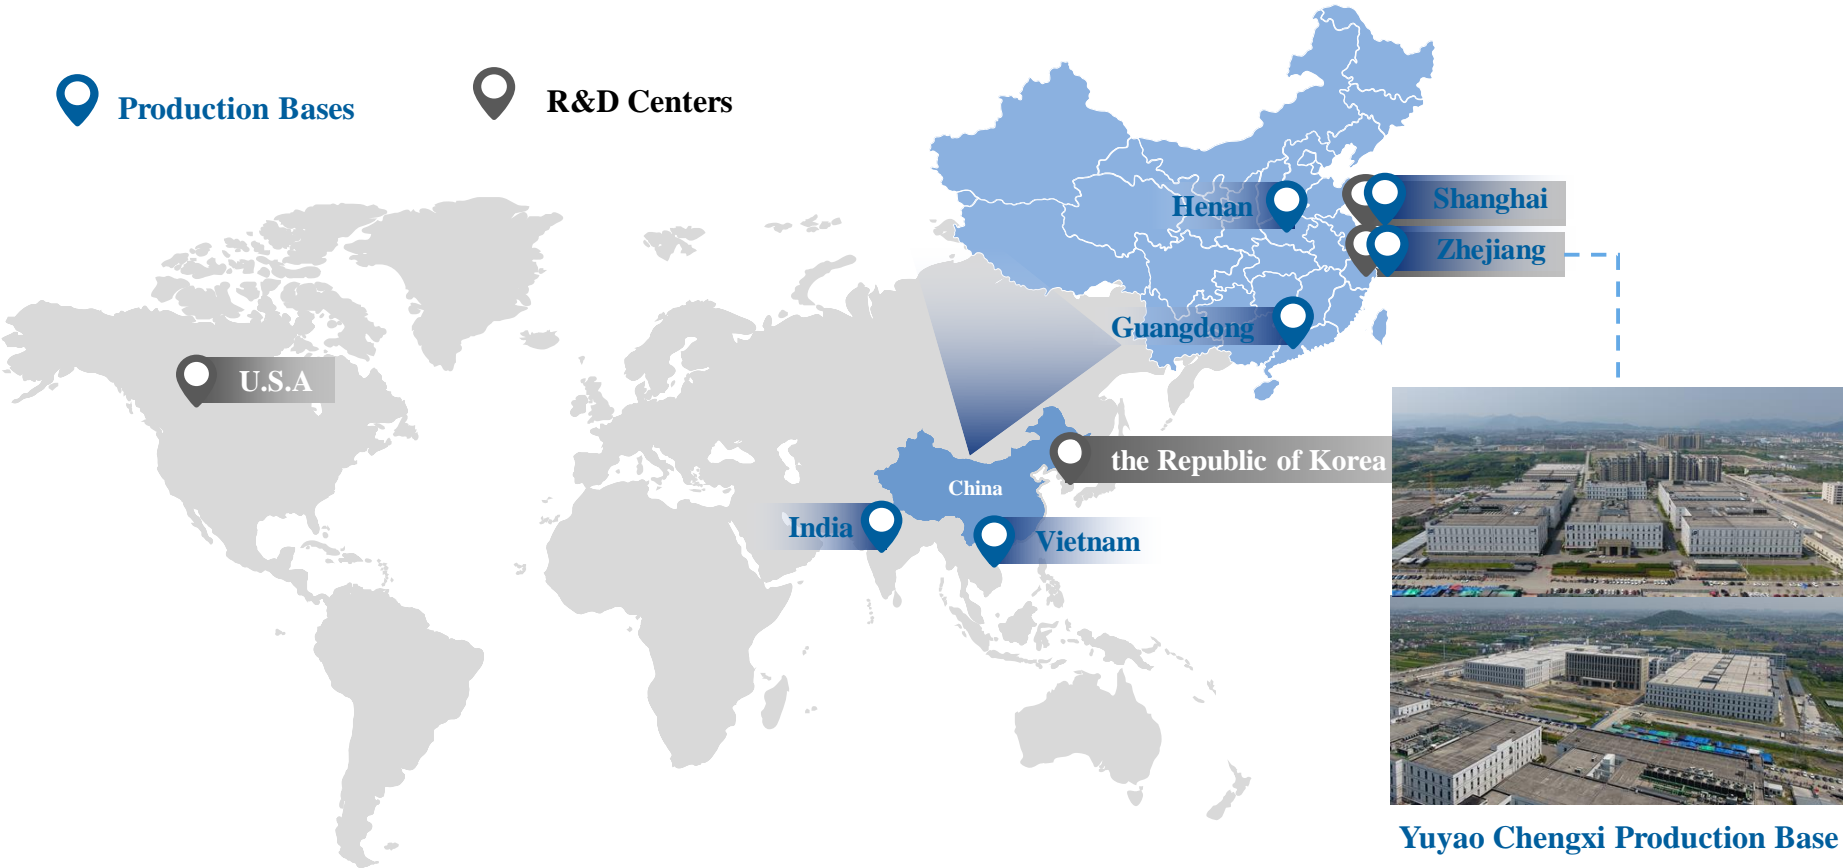 Production Bases
R&D Centers
Henan
Shanghai
Zhejiang
Guangdong
U.S.A
the Republic of Korea
China
India
Vietnam
Yuyao Chengxi Production Base